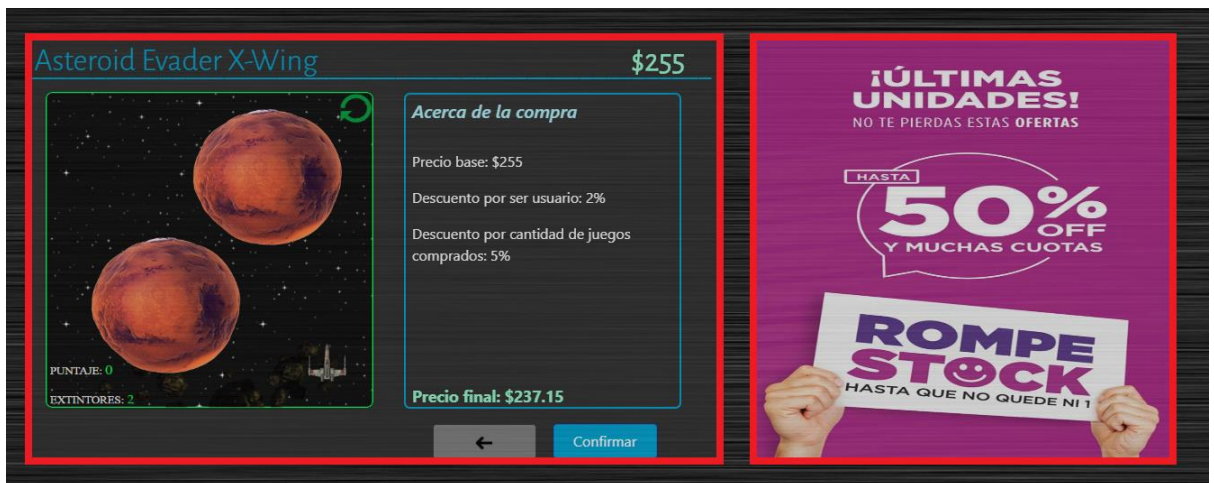 Asteroid Evader X-Wing
$255
PUNTAJE: 0
EXTINTORES: 2
Acerca de la compra
Precio base: $255
Descuento por ser usuario: 2%
Descuento por cantidad de juegos
comprados: 5%
Precio final: $237.15
Confirmar
¡ÚLTIMAS
UNIDADES!
NO TE PIERDAS ESTAS OFERTAS
HASTA
50%
OFF
Y MUCHAS CUOTAS
ROMPE
STOCK
HASTA QUE NO QUEDE NI 1